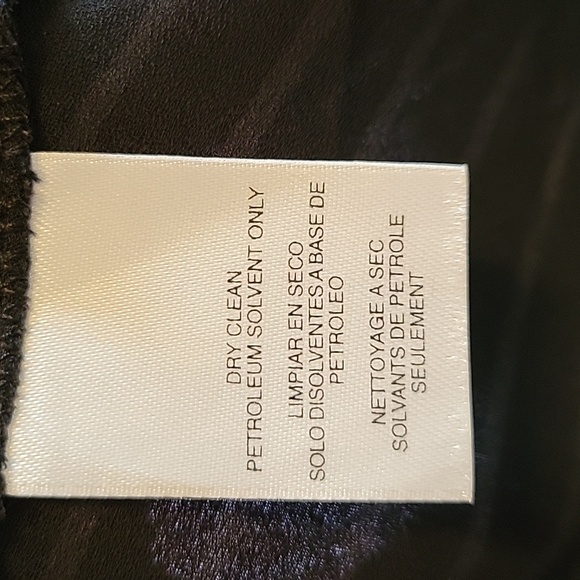 DRY CLEAN
PETROLEUM SOLVENT ONLY
LIMPIAR EN SECO
SOLO DISOLVENTES A BASE DE
PETROLEO
NETTOYAGE A SEC
SOLVANTS DE PETROLE
SEULEMENT